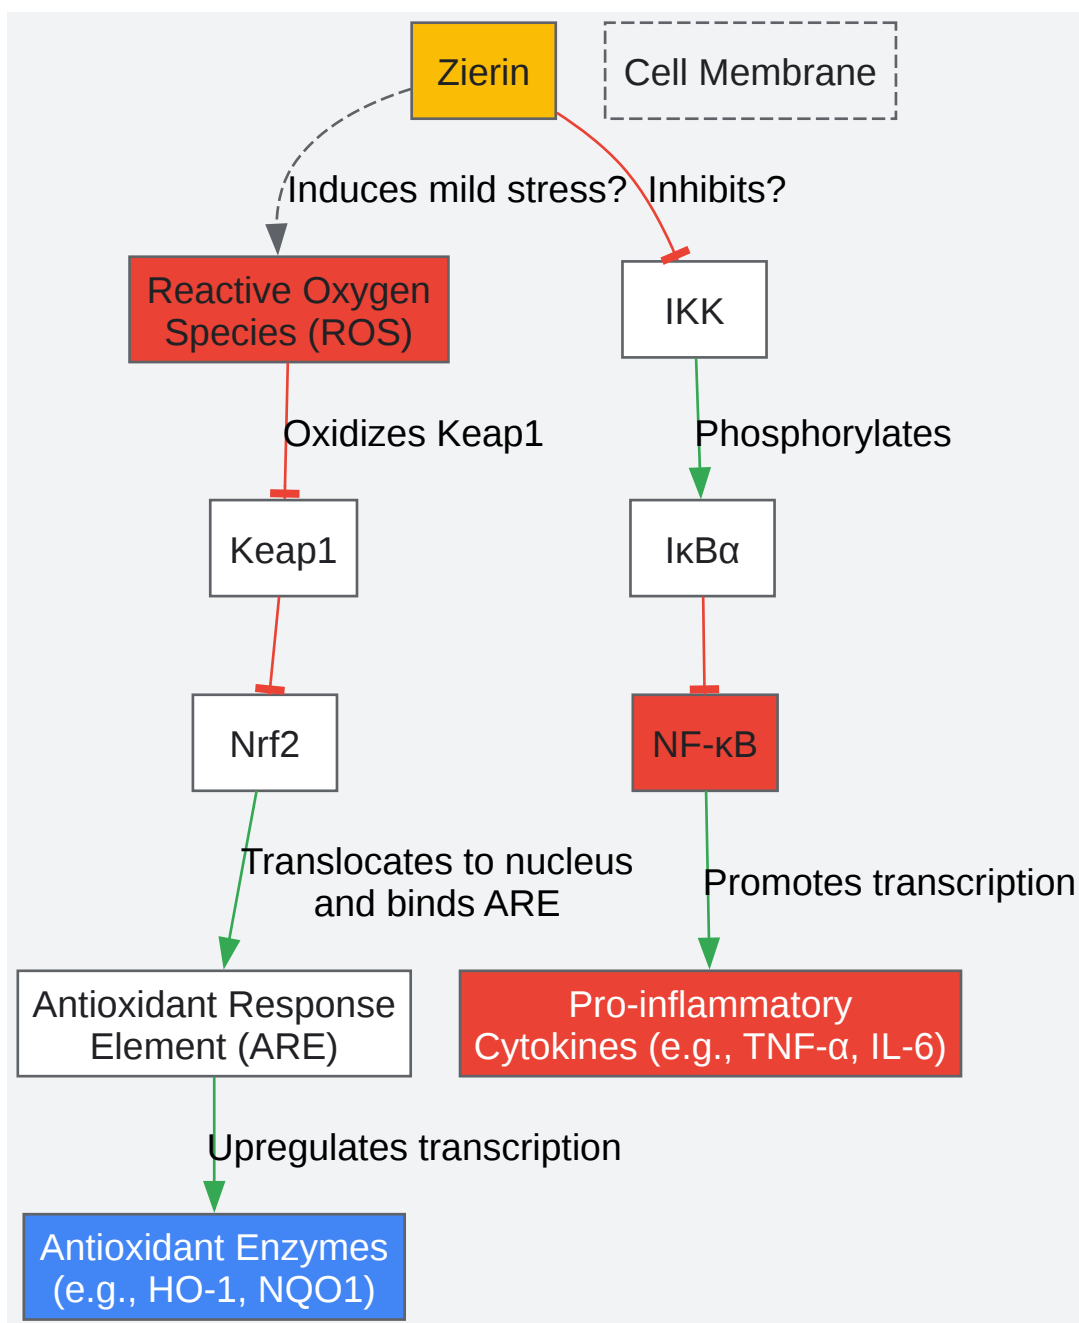 Zierin
Cell Membrane
Induces mild stress?
Inhibits?
Reactive Oxygen
Species (ROS)
IKK
Oxidizes Keap1
Phosphorylates
Keap1
IκBα
Nrf2
NF-κB
Translocates to nucleus
and binds ARE
Promotes transcription
Antioxidant Response
Element (ARE)
Pro-inflammatory
Cytokines (e.g., TNF-α, IL-6)
Upregulates transcription
Antioxidant Enzymes
(e.g., HO-1, NQO1)